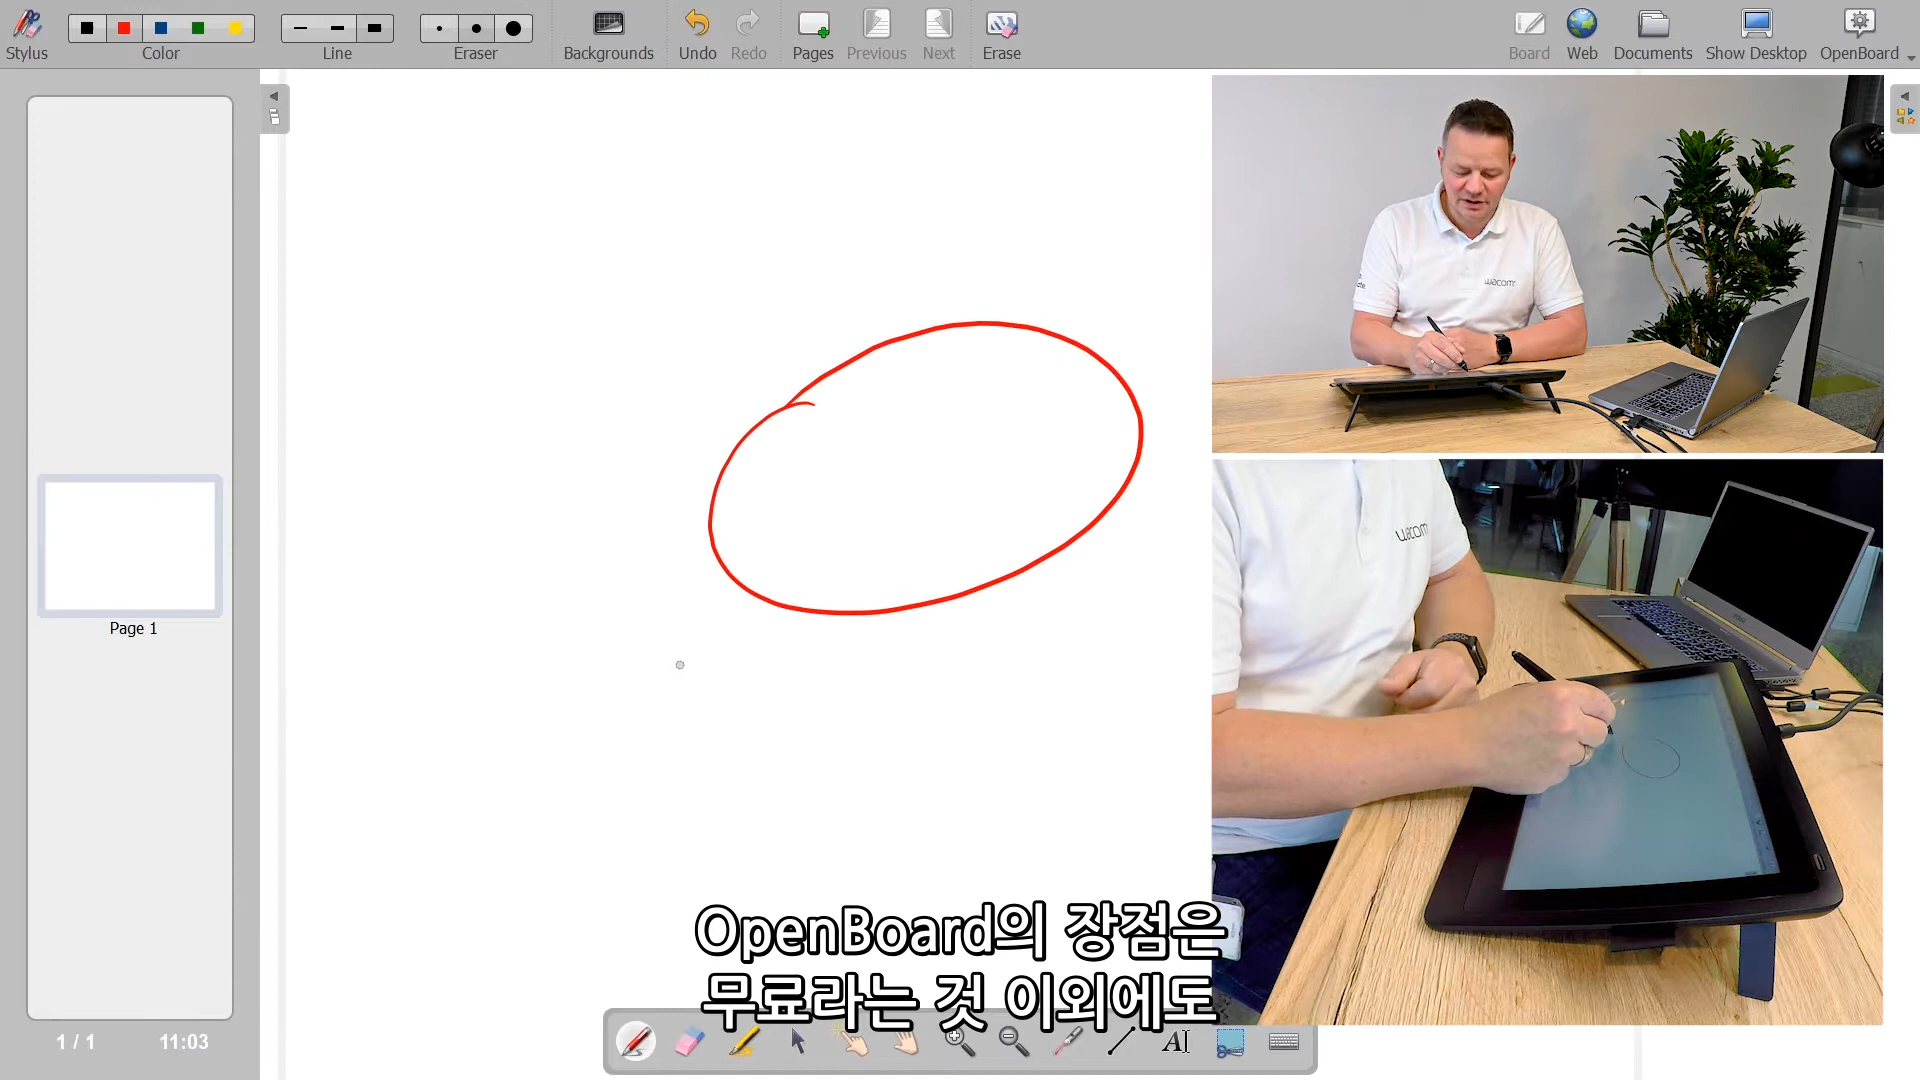 Stylus
Color
Line
Eraser
Backgrounds
Undo
Redo
Pages
Previous
Next
Erase
Board
Web
Documents
Show Desktop
OpenBoard
wacom
wacom
Page 1
OpenBoard의 장점은
무료라는 것 이외에도
1 / 1
11:03
AI